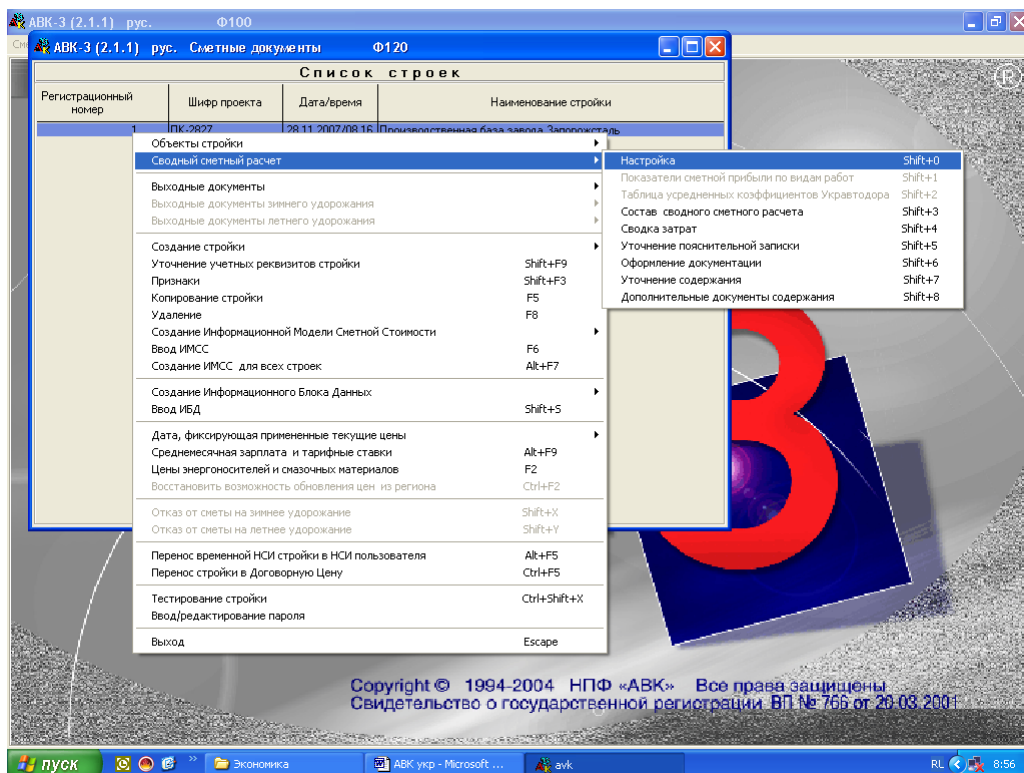 АВК-3 (2.1.1) рус. Ф100
АВК-3 (2.1.1) рус. Сметные документы Ф120
Список строек
Регистрационный номер Шифр проекта Дата/время Наименование стройки
1 ПК-2827 28.11.2007/08.16 Производственная база завода Запорожсталь
Объекты стройки
Сводный сметный расчет
Выходные документы
Выходные документы зимнего удорожания
Выходные документы летнего удорожания
Создание стройки
Уточнение учетных реквизитов стройки Shift+F9
Признаки Shift+F3
Копирование стройки F5
Удаление F8
Создание Информационной Модели Сметной Стоимости
Ввод ИМСС F6
Создание ИМСС для всех строек Alt+F7
Создание Информационного Блока Данных
Ввод ИБД Shift+S
Дата, фиксирующая примененные текущие цены
Среднемесячная зарплата и тарифные ставки Alt+F9
Цены энергоносителей и смазочных материалов F2
Восстановить возможность обновления цен из региона Ctrl+F2
Отказ от сметы на зимнее удорожание Shift+X
Отказ от сметы на летнее удорожание Shift+Y
Перенос временной НСИ стройки в НСИ пользователя Alt+F5
Перенос стройки в Договорную Цену Ctrl+F5
Тестирование стройки Ctrl+Shift+X
Ввод/редактирование пароля
Выход Escape
Настройка Shift+0
Показатели сметной прибыли по видам работ Shift+1
Таблица усредненных коэффициентов Укравтодора Shift+2
Состав сводного сметного расчета Shift+3
Сводка затрат Shift+4
Уточнение пояснительной записки Shift+5
Оформление документации Shift+6
Уточнение содержания Shift+7
Дополнительные документы содержания Shift+8
®
3
Copyright © 1994-2004 НПФ «АВК» Все права защищены
Свидетельство о государственной регистрации ВП № 766 от 20.03.2001
пуск » Экономика АВК укр - Microsoft ... avk RL 8:56